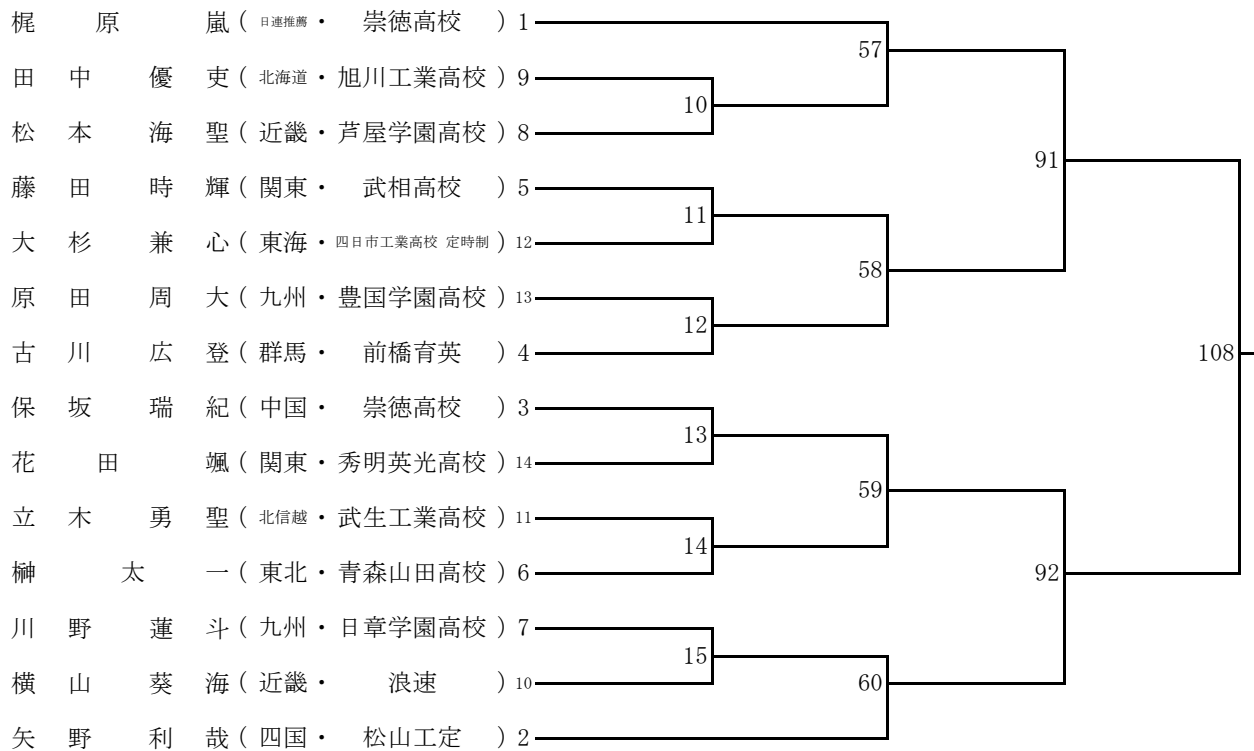 梶原嵐(日連推薦・崇徳高校)1
57
田中優吏(北海道・旭川工業高校)9
10
松本海聖(近畿・芦屋学園高校)8
91
藤田時輝(関東・武相高校)5
11
大杉兼心(東海・四日市工業高校 定時制)12
58
原田周大(九州・豊国学園高校)13
12
古川広登(群馬・前橋育英)4
108
保坂瑞紀(中国・崇徳高校)3
13
花田颯(関東・秀明英光高校)14
59
立木勇聖(北信越・武生工業高校)11
14
榊太一(東北・青森山田高校)6
92
川野蓮斗(九州・日章学園高校)7
15
横山葵海(近畿・浪速)10
60
矢野利哉(四国・松山工定)2